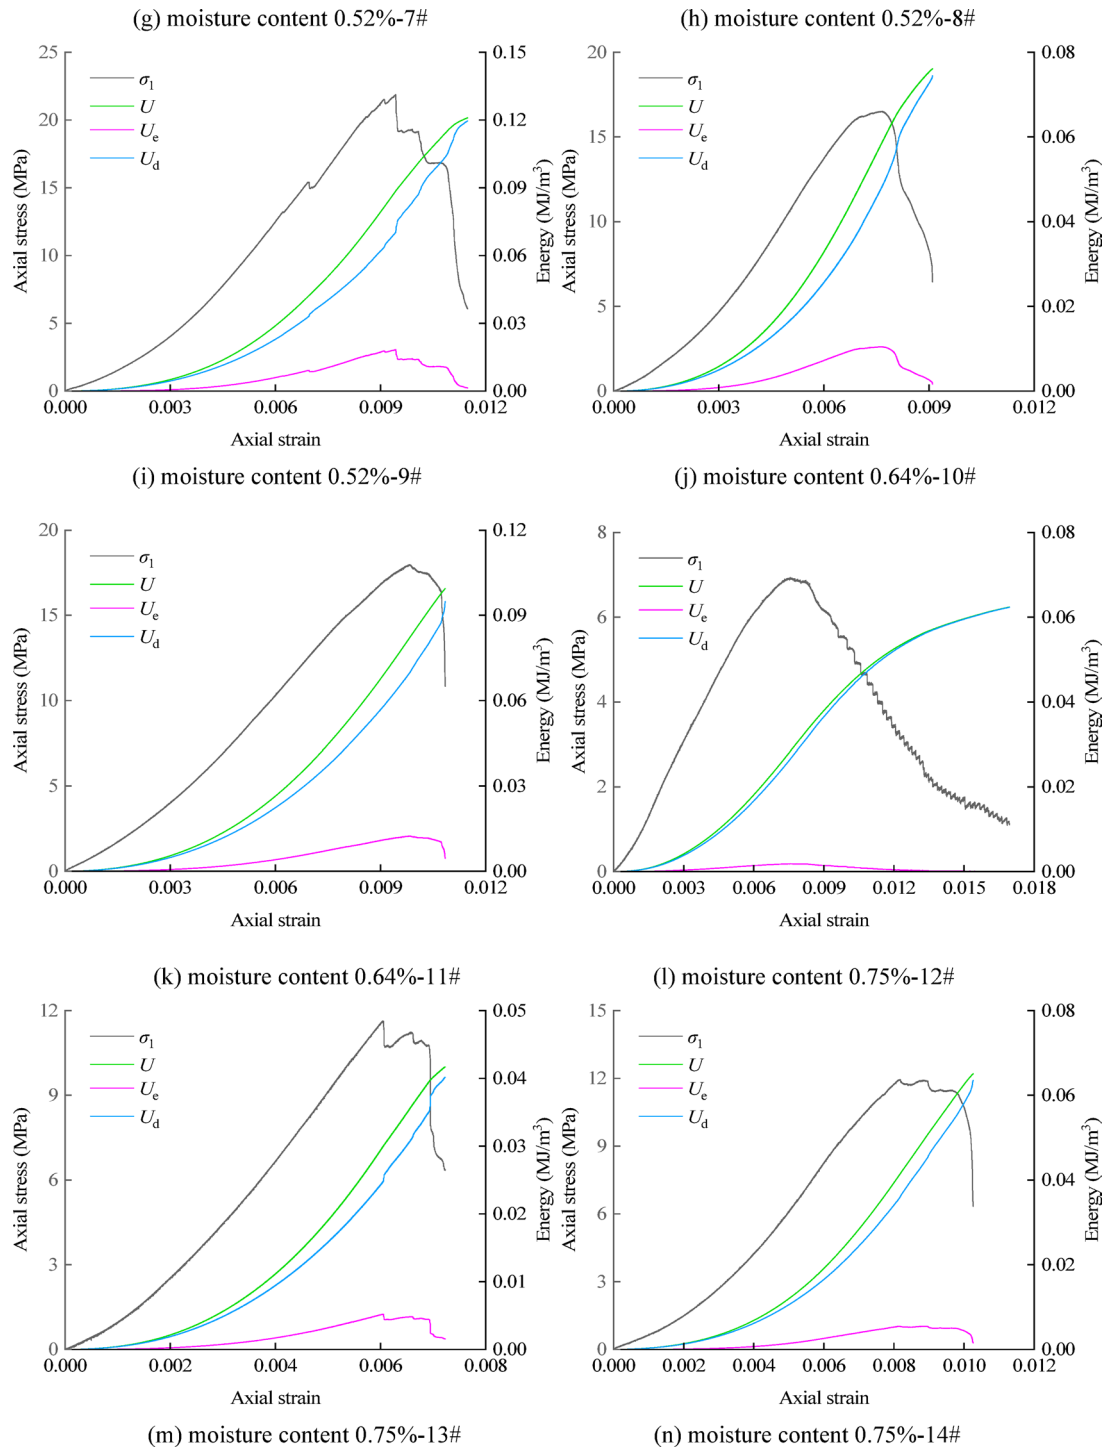 (g) moisture content 0.52%-7#
(h) moisture content 0.52%-8#
25
20
15
10
5
0
Axial stress (MPa)
σ1
U
Ue
Ud
0.15
0.12
0.09
0.06
0.03
0.00
Energy (MJ/m³)
0.000
0.003
0.006
0.009
0.012
Axial strain
20
15
10
5
0
Axial stress (MPa)
σ1
U
Ue
Ud
0.08
0.06
0.04
0.02
0.00
Energy (MJ/m³)
0.000
0.003
0.006
0.009
0.012
Axial strain
(i) moisture content 0.52%-9#
(j) moisture content 0.64%-10#
20
15
10
5
0
Axial stress (MPa)
σ1
U
Ue
Ud
0.12
0.09
0.06
0.03
0.00
Energy (MJ/m³)
0.000
0.003
0.006
0.009
0.012
Axial strain
8
6
4
2
0
Axial stress (MPa)
σ1
U
Ue
Ud
0.08
0.06
0.04
0.02
0.00
Energy (MJ/m³)
0.000
0.003
0.006
0.009
0.012
0.015
0.018
Axial strain
(k) moisture content 0.64%-11#
(l) moisture content 0.75%-12#
12
9
6
3
0
Axial stress (MPa)
σ1
U
Ue
Ud
0.05
0.04
0.03
0.02
0.01
0.00
Energy (MJ/m³)
0.000
0.002
0.004
0.006
0.008
Axial strain
15
12
9
6
3
0
Axial stress (MPa)
σ1
U
Ue
Ud
0.08
0.06
0.04
0.02
0.00
Energy (MJ/m³)
0.000
0.002
0.004
0.006
0.008
0.010
0.012
Axial strain
(m) moisture content 0.75%-13#
(n) moisture content 0.75%-14#